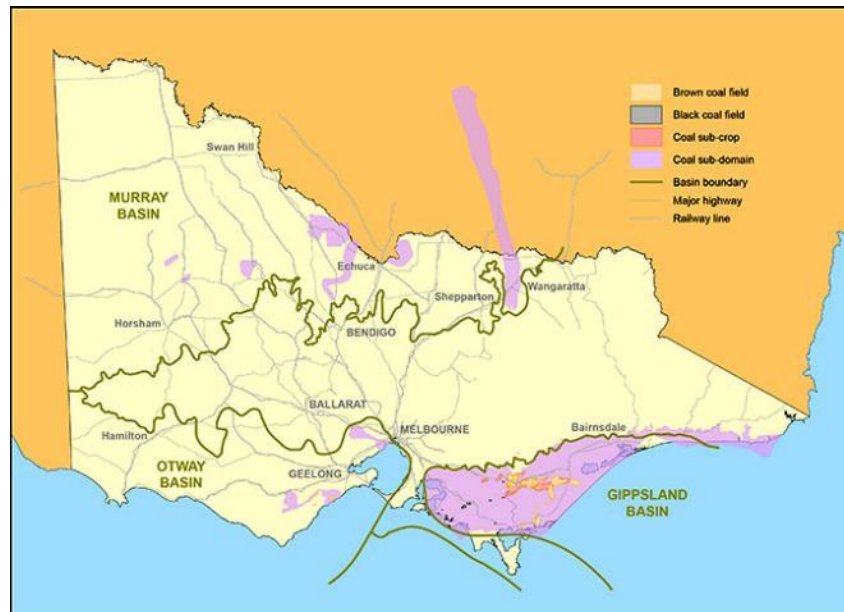 Brown coal field
Black coal field
Coal sub-crop
Coal sub-domain
Basin boundary
Major highway
Railway line
Swan Hill
MURRAY
BASIN
Echuca
Shepparton
Wangaratta
Horsham
BENDIGO
BALLARAT
Hamilton
MELBOURNE
Bairnsdale
OTWAY
BASIN
GEELONG
GIPPSLAND
BASIN